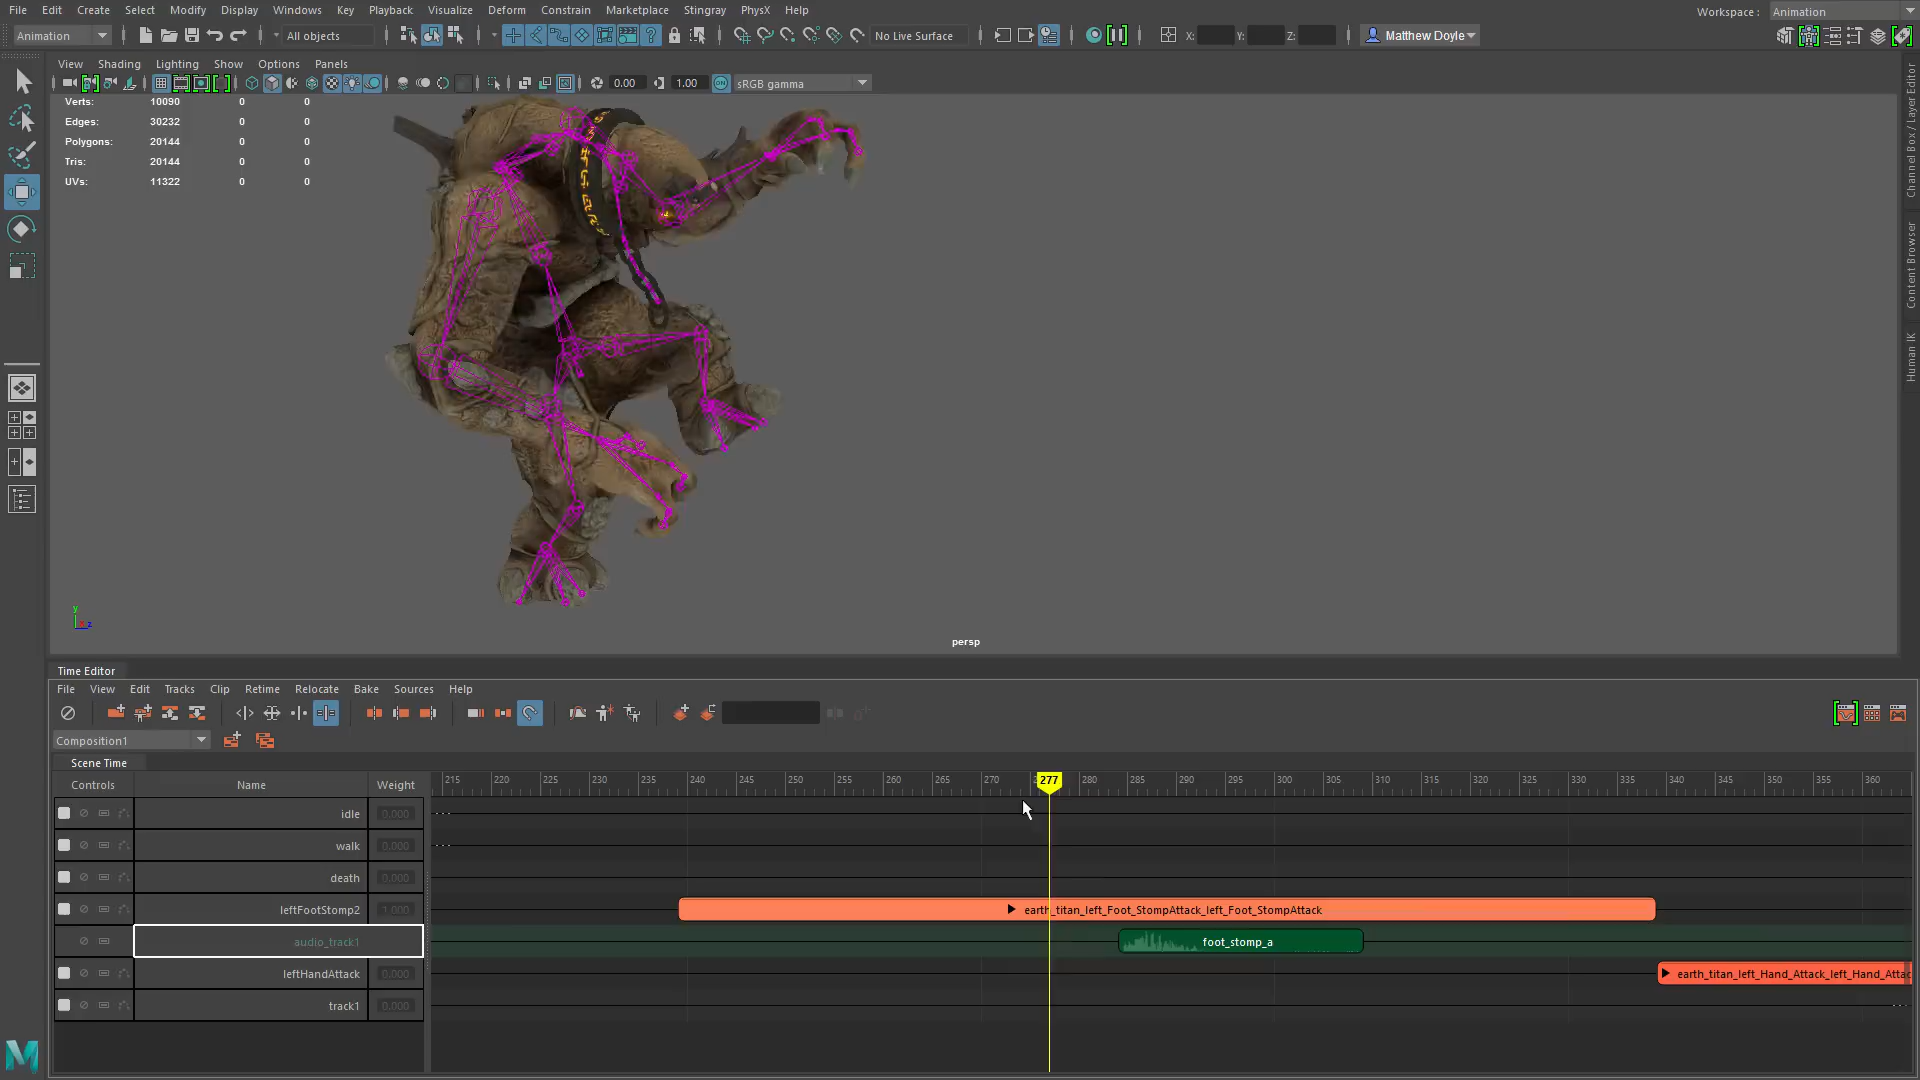 File Edit Create Select Modify Display Windows Key Playback Visualize Deform Constrain Marketplace Stingray PhysX Help Workspace : Animation
Animation All objects No Live Surface X: Y: Z: Matthew Doyle
View Shading Lighting Show Options Panels
0.00 1.00 ON sRGB gamma
Verts: 10090 0 0
Edges: 30232 0 0
Polygons: 20144 0 0
Tris: 20144 0 0
UVs: 11322 0 0
Channel Box / Layer Editor
Content Browser
Human IK
y
z
persp
Time Editor
File View Edit Tracks Clip Retime Relocate Bake Sources Help
Composition1
Scene Time
Controls Name Weight 215 220 225 230 235 240 245 250 255 260 265 270 277 280 285 290 295 300 305 310 315 320 325 330 335 340 345 350 355 360
idle 0.000
walk 0.000
death 0.000
leftFootStomp2 1.000 earth_titan_left_Foot_StompAttack_left_Foot_StompAttack
audio_track1 foot_stomp_a
leftHandAttack 0.000 earth_titan_left_Hand_Attack_left_Hand_Attac
track1 0.000
M